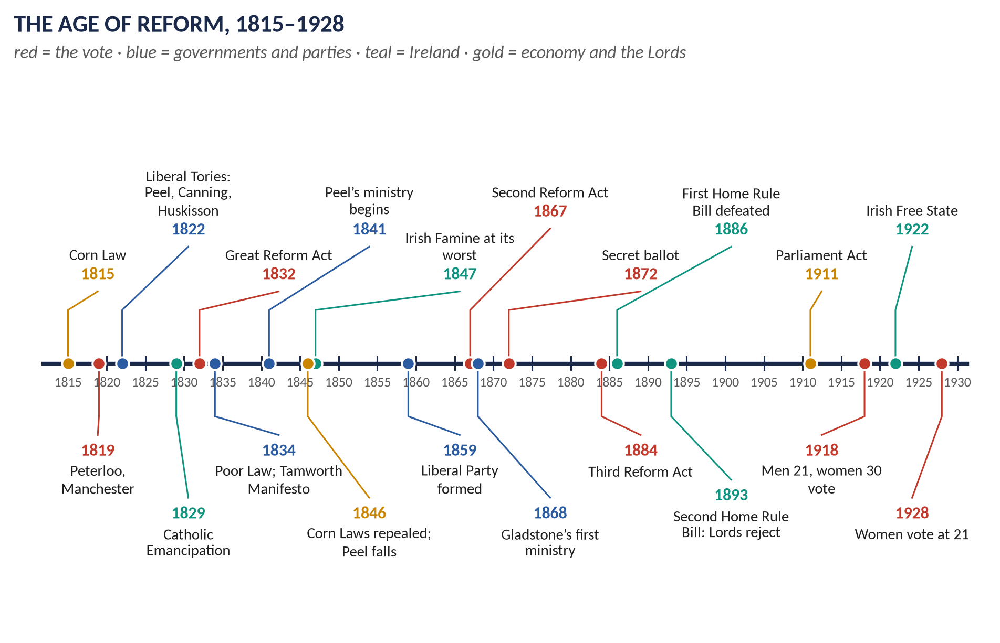 THE AGE OF REFORM, 1815–1928
red = the vote · blue = governments and parties · teal = Ireland · gold = economy and the Lords
Liberal Tories:
Peel, Canning,
Huskisson
1822
Peel’s ministry
begins
1841
Second Reform Act
1867
First Home Rule
Bill defeated
1886
Irish Free State
1922
Corn Law
1815
Great Reform Act
1832
Irish Famine at its
worst
1847
Secret ballot
1872
Parliament Act
1911
1815 1820 1825 1830 1835 1840 1845 1850 1855 1860 1865 1870 1875 1880 1885 1890 1895 1900 1905 1910 1915 1920 1925 1930
1819
Peterloo,
Manchester
1834
Poor Law; Tamworth
Manifesto
1859
Liberal Party
formed
1884
Third Reform Act
1918
Men 21, women 30
vote
1829
Catholic
Emancipation
1846
Corn Laws repealed;
Peel falls
1868
Gladstone’s first
ministry
1893
Second Home Rule
Bill: Lords reject
1928
Women vote at 21